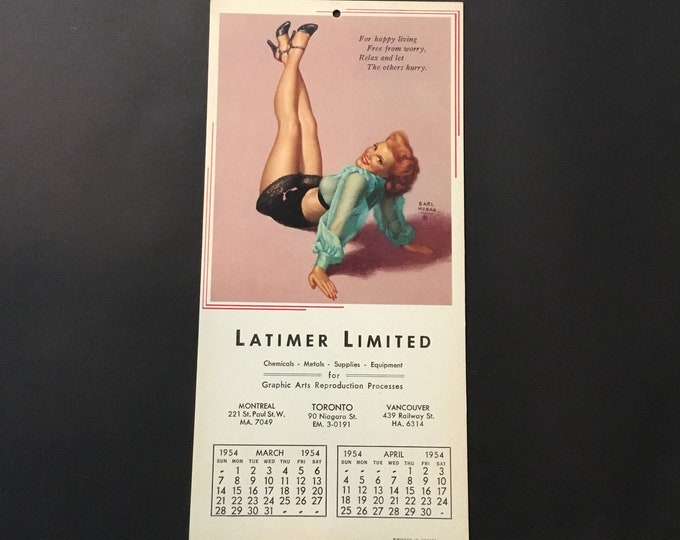 For happy living
Free from worry,
Relax and let
The others hurry.
EARL
MORAN
LATIMER LIMITED
Chemicals - Metals - Supplies - Equipment
for
Graphic Arts Reproduction Processes
MONTREAL
221 St. Paul St. W.
MA. 7049
TORONTO
90 Niagara St.
EM. 3-0191
VANCOUVER
439 Railway St.
HA. 6314
1954 MARCH 1954
SUN MON TUE WED THU FRI SAT
- 1 2 3 4 5 6
7 8 9 10 11 12 13
14 15 16 17 18 19 20
21 22 23 24 25 26 27
28 29 30 31 - - -
1954 APRIL 1954
SUN MON TUE WED THU FRI SAT
- - - - 1 2 3
4 5 6 7 8 9 10
11 12 13 14 15 16 17
18 19 20 21 22 23 24
25 26 27 28 29 30 -